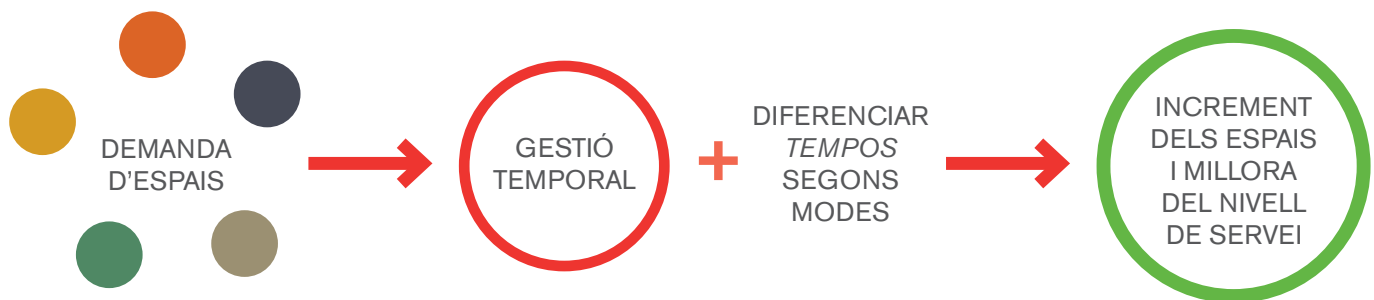 DEMANDA
D’ESPAIS
GESTIÓ
TEMPORAL
+
DIFERENCIAR
TEMPOS
SEGONS
MODES
INCREMENT
DELS ESPAIS
I MILLORA
DEL NIVELL
DE SERVEI